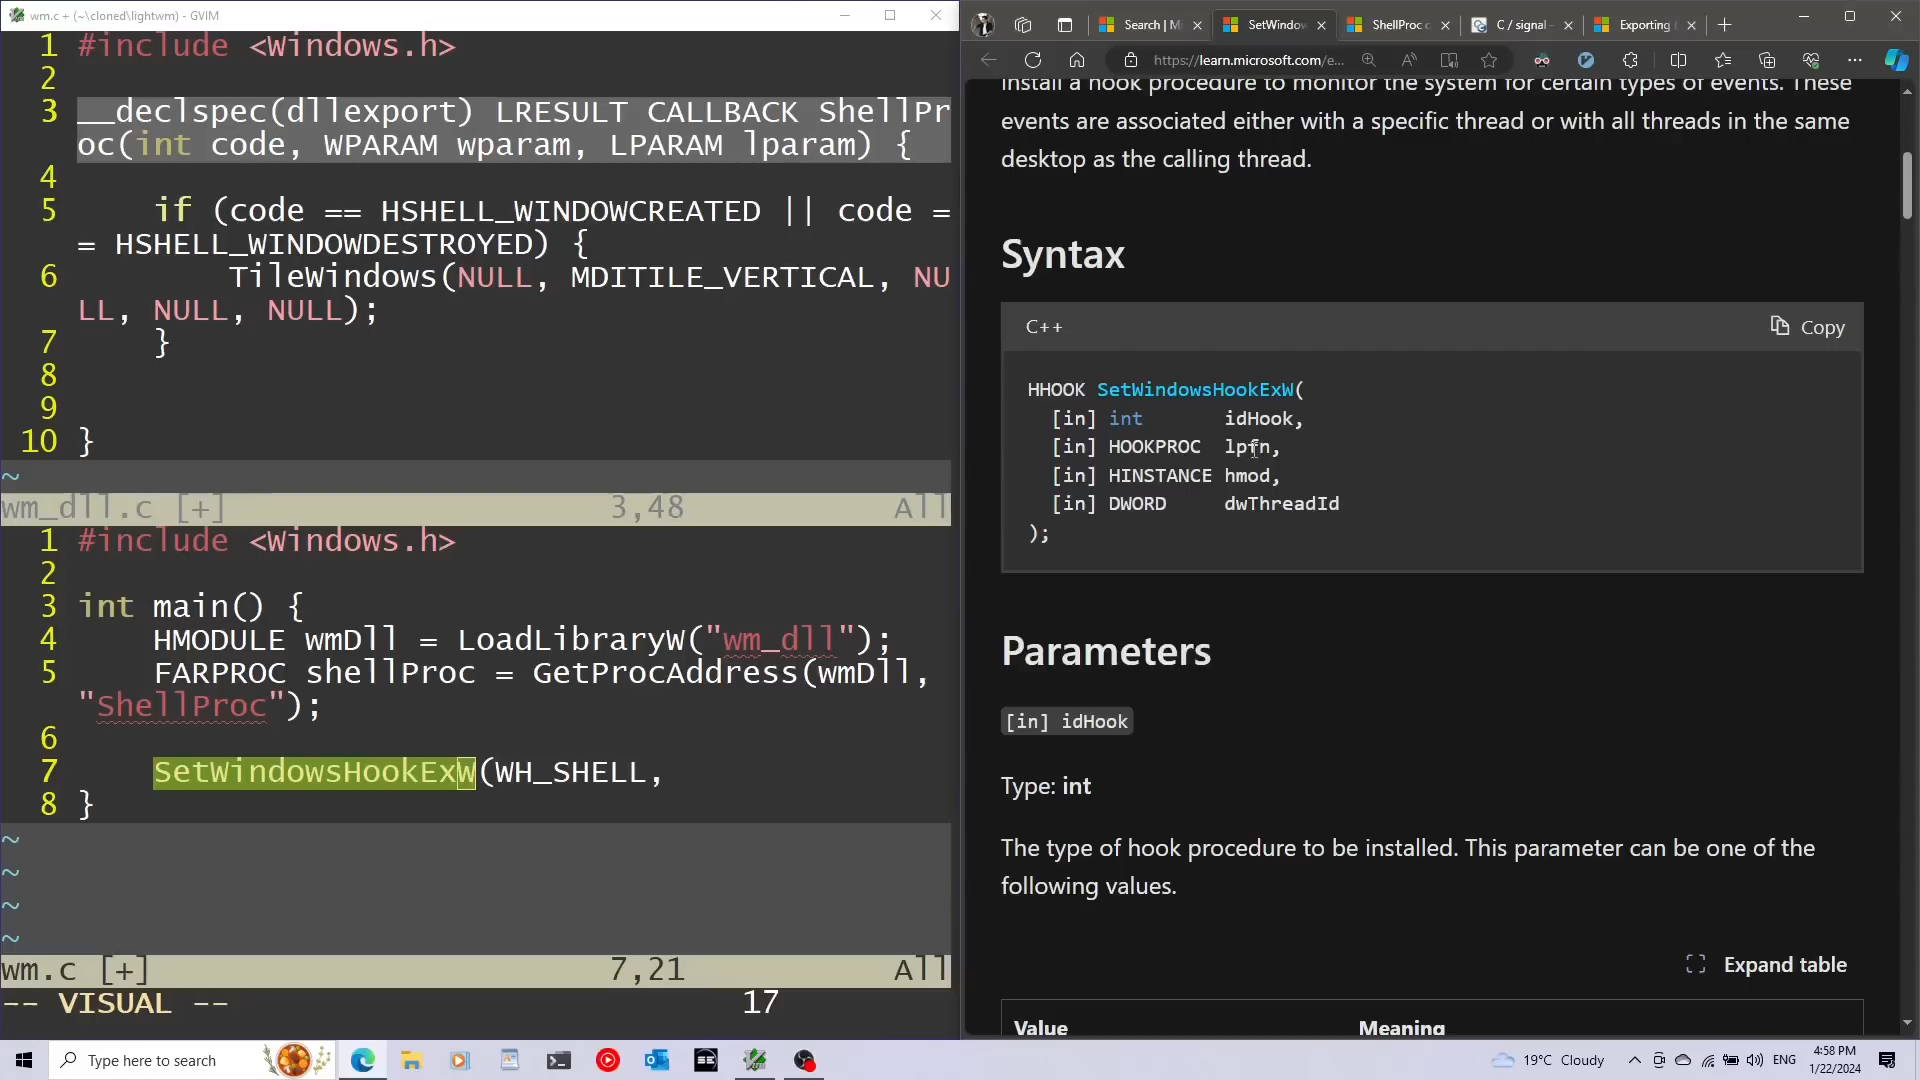 wm.c + (~\cloned\lightwm) - GVIM
1 #include <Windows.h>
2
3 __declspec(dllexport) LRESULT CALLBACK ShellPr
oc(int code, WPARAM wparam, LPARAM lparam) {
4
5     if (code == HSHELL_WINDOWCREATED || code =
= HSHELL_WINDOWDESTROYED) {
6         TileWindows(NULL, MDITILE_VERTICAL, NU
LL, NULL, NULL);
7     }
8
9
10 }
~
wm_dll.c [+] 3,48 All
1 #include <Windows.h>
2
3 int main() {
4     HMODULE wmDll = LoadLibraryW("wm_dll");
5     FARPROC shellProc = GetProcAddress(wmDll,
"ShellProc");
6
7     SetWindowsHookExW(WH_SHELL,
8 }
~
~
~
~
wm.c [+] 7,21 All
-- VISUAL -- 17
Search | Mi
SetWindow
ShellProc c
C / signal -
Exporting f
https://learn.microsoft.com/e...
install a hook procedure to monitor the system for certain types of events. These
events are associated either with a specific thread or with all threads in the same
desktop as the calling thread.
Syntax
C++ Copy
HHOOK SetWindowsHookExW(
[in] int idHook,
[in] HOOKPROC lpfn,
[in] HINSTANCE hmod,
[in] DWORD dwThreadId
);
Parameters
[in] idHook
Type: int
The type of hook procedure to be installed. This parameter can be one of the
following values.
Expand table
Value Meaning
Type here to search
19°C Cloudy
ENG
4:58 PM
1/22/2024